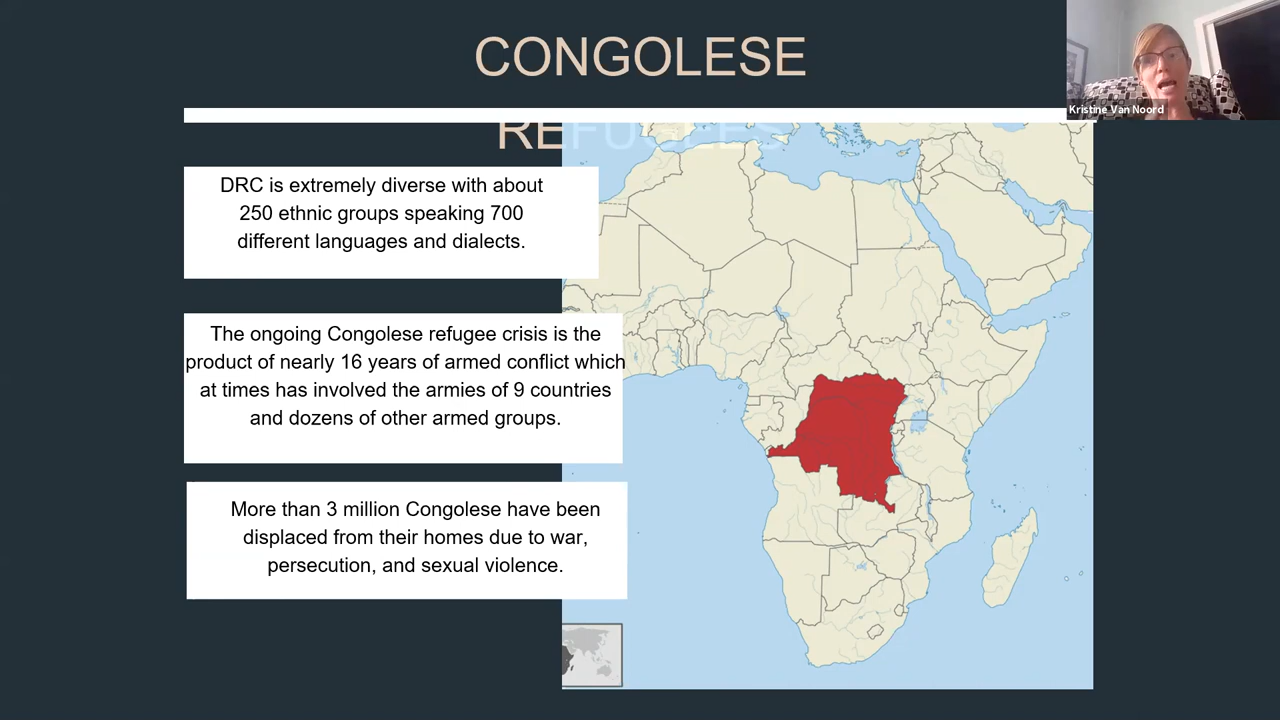 CONGOLESE
REFUGEES
Kristine Van Noord
DRC is extremely diverse with about
250 ethnic groups speaking 700
different languages and dialects.
The ongoing Congolese refugee crisis is the
product of nearly 16 years of armed conflict which
at times has involved the armies of 9 countries
and dozens of other armed groups.
More than 3 million Congolese have been
displaced from their homes due to war,
persecution, and sexual violence.